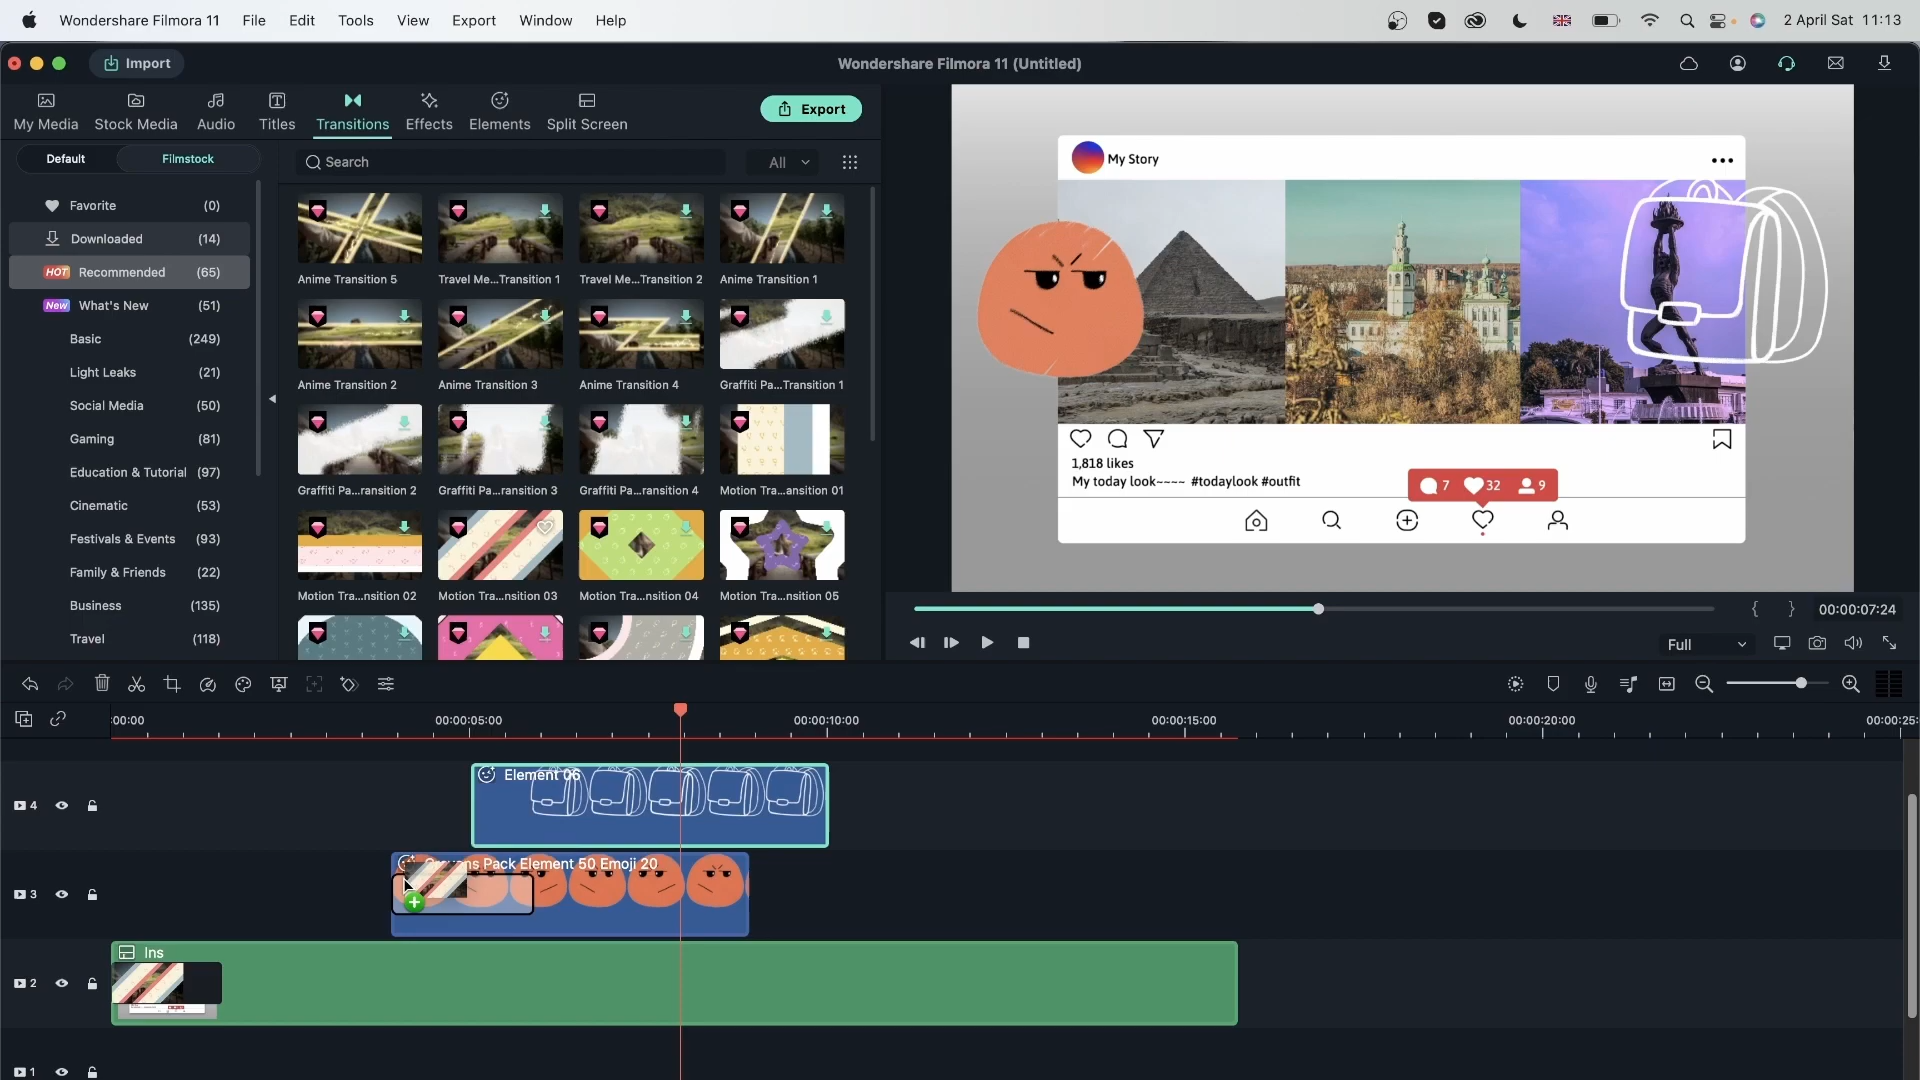 Wondershare Filmora 11 File Edit Tools View Export Window Help 2 April Sat 11:13
Import Wondershare Filmora 11 (Untitled)
My Media Stock Media Audio Titles Transitions Effects Elements Split Screen Export
Default Filmstock Search All
Favorite (0)
Downloaded (14)
HOT Recommended (65)
New What's New (51)
Basic (249)
Light Leaks (21)
Social Media (50)
Gaming (81)
Education & Tutorial (97)
Cinematic (53)
Festivals & Events (93)
Family & Friends (22)
Business (135)
Travel (118)
Anime Transition 5 Travel Me...Transition 1 Travel Me...Transition 2 Anime Transition 1
Anime Transition 2 Anime Transition 3 Anime Transition 4 Graffiti Pa...Transition 1
Graffiti Pa...ransition 2 Graffiti Pa...ransition 3 Graffiti Pa...ransition 4 Motion Tra...ansition 01
Motion Tra...nsition 02 Motion Tra...nsition 03 Motion Tra...nsition 04 Motion Tra...nsition 05
My Story
1,818 likes
My today look~~~~ #todaylook #outfit
7 32 9
{ } 00:00:07:24
Full
:00:00 00:00:05:00 00:00:10:00 00:00:15:00 00:00:20:00 00:00:25:
Element 06
4
Pack Element 50 Emoji 20
3
Ins
2
1